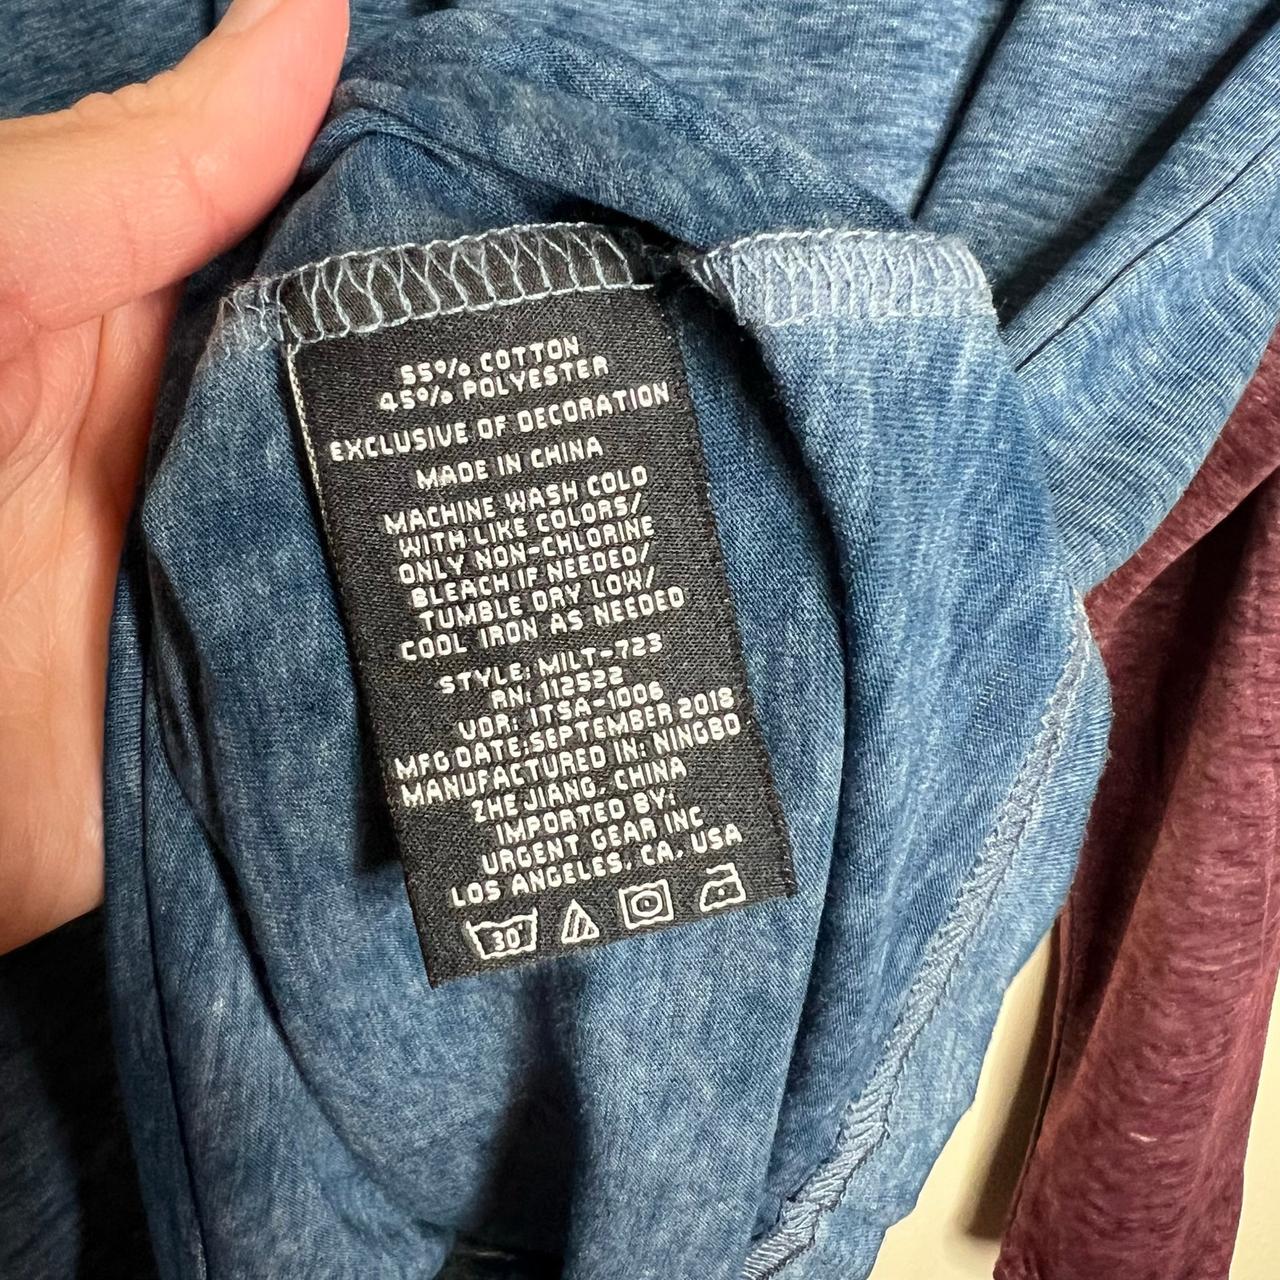 55% COTTON
45% POLYESTER
EXCLUSIVE OF DECORATION
MADE IN CHINA
MACHINE WASH COLD
WITH LIKE COLORS/
ONLY NON-CHLORINE
BLEACH IF NEEDED/
TUMBLE DRY LOW/
COOL IRON AS NEEDED
STYLE: MILT-723
RN: 112522
VDR: ITSA-1006
MFG DATE:SEPTEMBER 2018
MANUFACTURED IN: NINGBO
ZHE JIANG, CHINA
IMPORTED BY:
URGENT GEAR INC
LOS ANGELES, CA, USA
30